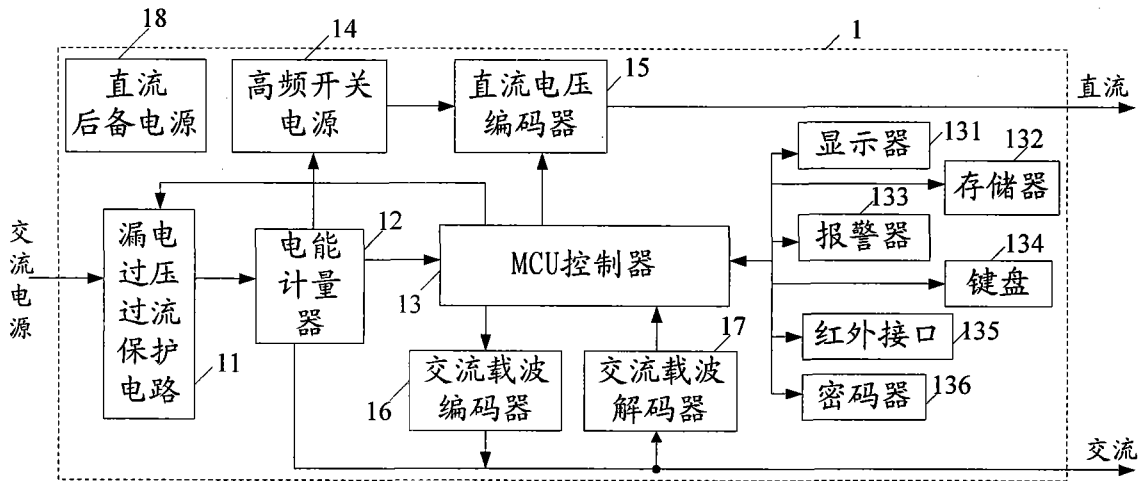 18
14
1
直流
后备电源
高频开关
电源
15
直流电压
编码器
直流
显示器
131
132
存储器
133
报警器
134
键盘
交
流
电
源
漏电
过压
过流
保护
电路
11
12
电能
计量
器
MCU控制器
13
17
红外接口
135
16
交流载波
编码器
交流载波
解码器
密码器
136
交流